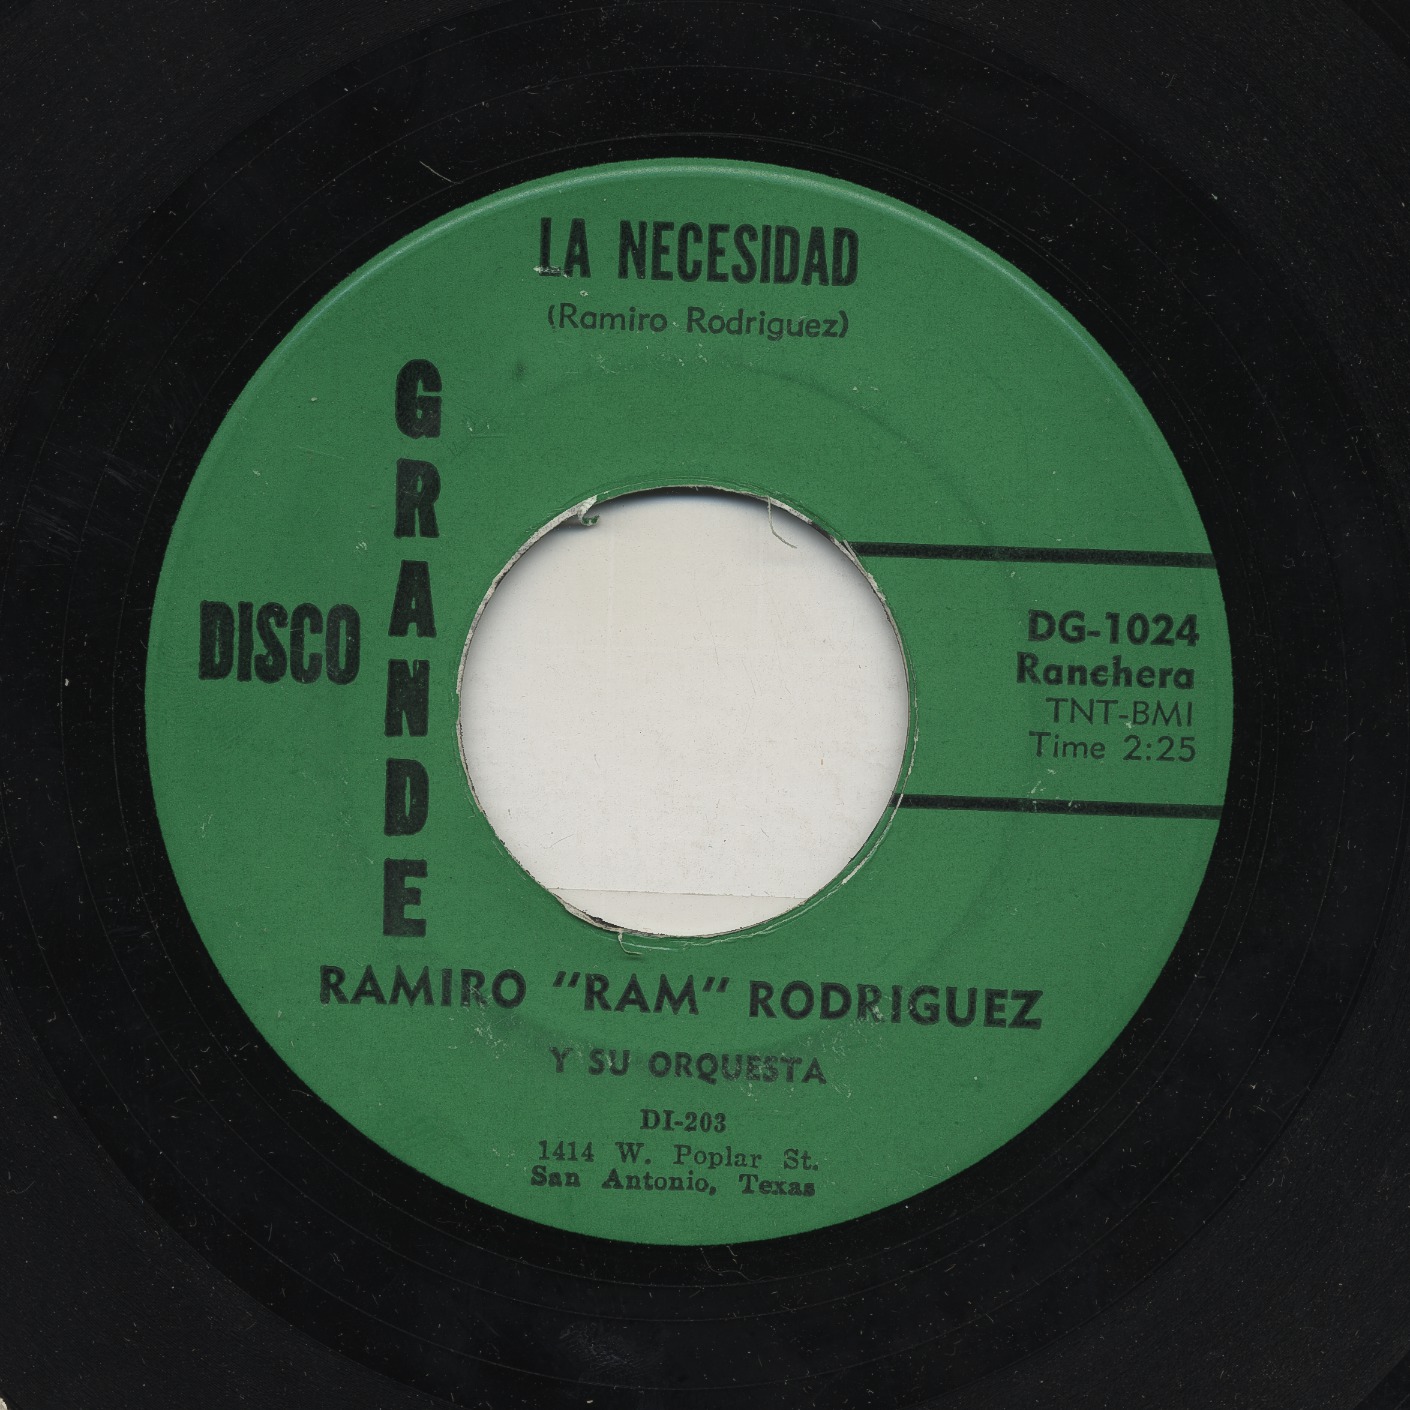 LA NECESIDAD
(Ramiro Rodriguez)
DISCO
GRANDE
DG-1024
Ranchera
TNT-BMI
Time 2:25
RAMIRO "RAM" RODRIGUEZ
Y SU ORQUESTA
DI-203
1414 W. Poplar St.
San Antonio, Texas